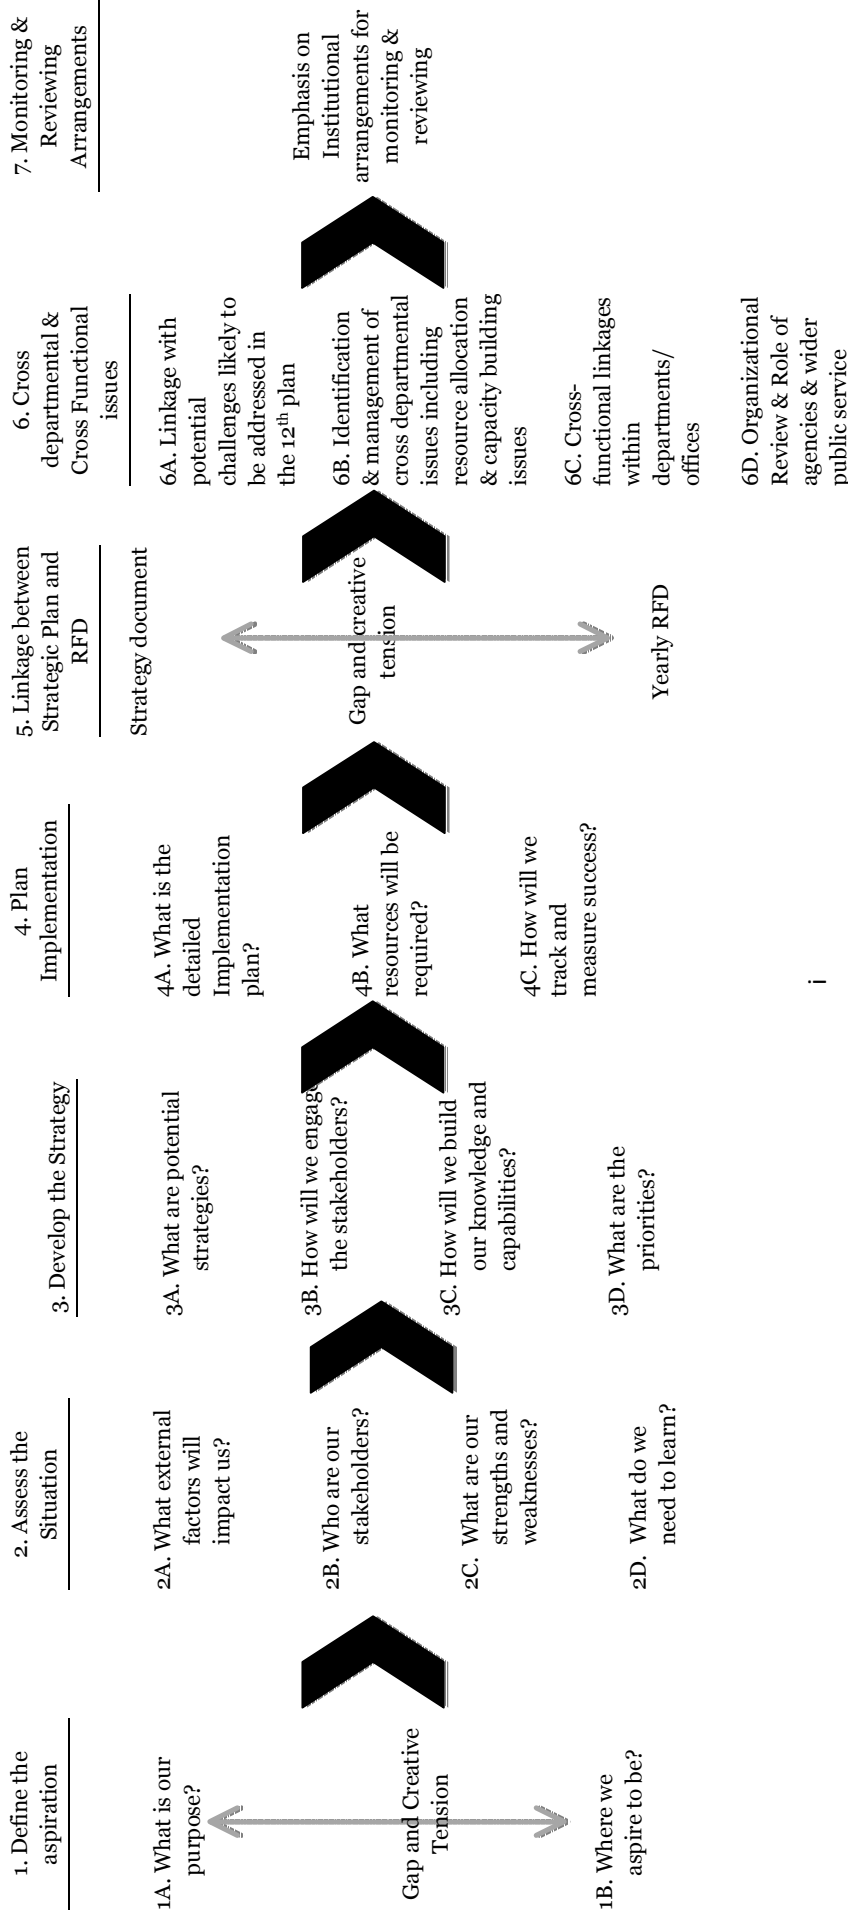 1. Define the
aspiration
1A. What is our
purpose?
Gap and Creative
Tension
1B. Where we
aspire to be?
2. Assess the
Situation
2A. What external
factors will
impact us?
2B. Who are our
stakeholders?
2C. What are our
strengths and
weaknesses?
2D. What do we
need to learn?
3. Develop the Strategy
3A. What are potential
strategies?
3B. How will we engage
the stakeholders?
3C. How will we build
our knowledge and
capabilities?
3D. What are the
priorities?
4. Plan
Implementation
4A. What is the
detailed
Implementation
plan?
4B. What
resources will be
required?
4C. How will we
track and
measure success?
5. Linkage between
Strategic Plan and
RFD
Strategy document
Gap and creative
tension
Yearly RFD
6. Cross
departmental &
Cross Functional
issues
6A. Linkage with
potential
challenges likely to
be addressed in
the 12th plan
6B. Identification
& management of
cross departmental
issues including
resource allocation
& capacity building
issues
6C. Cross-
functional linkages
within
departments/
offices
6D. Organizational
Review & Role of
agencies & wider
public service
7. Monitoring &
Reviewing
Arrangements
Emphasis on
Institutional
arrangements for
monitoring &
reviewing
i